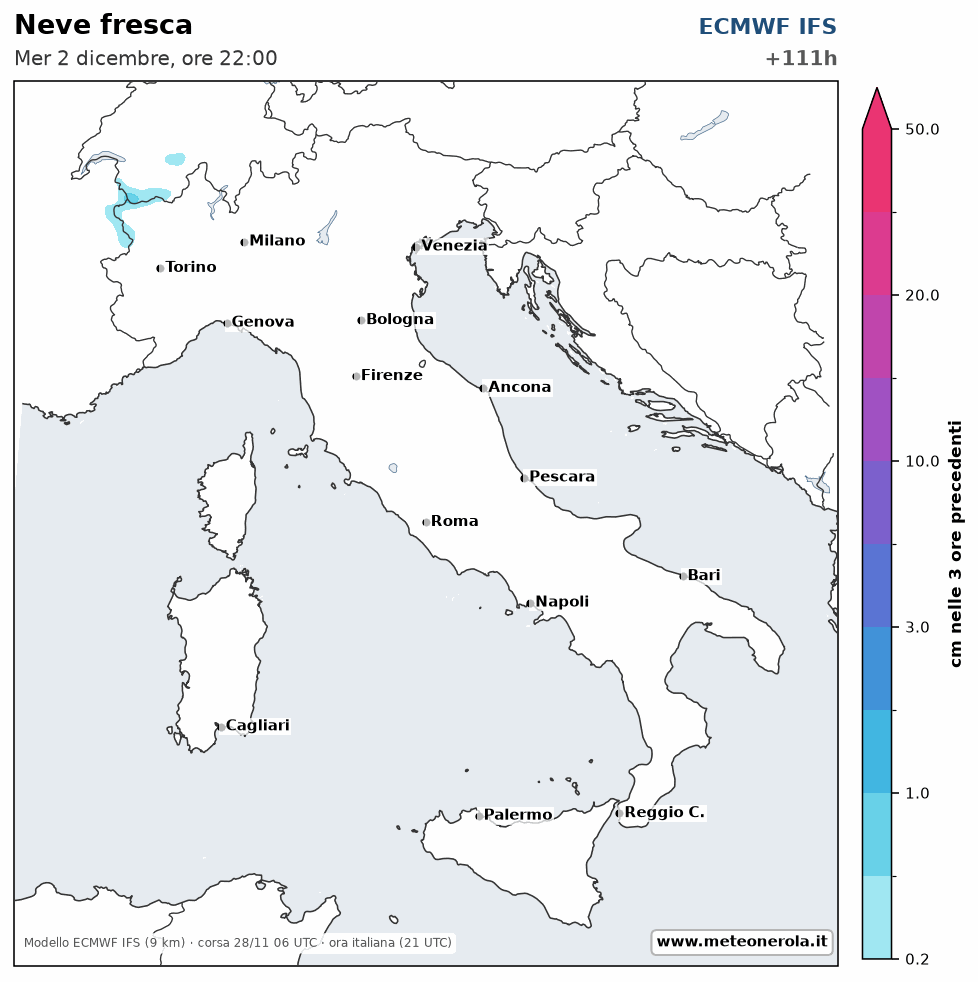 Neve fresca
ECMWF IFS
Mer 2 dicembre, ore 22:00
+111h
50.0
20.0
10.0
3.0
1.0
0.2
cm nelle 3 ore precedenti
Milano
Venezia
Torino
Genova
Bologna
Firenze
Ancona
Pescara
Roma
Bari
Napoli
Cagliari
Palermo
Reggio C.
Modello ECMWF IFS (9 km) · corsa 28/11 06 UTC · ora italiana (21 UTC)
www.meteonerola.it